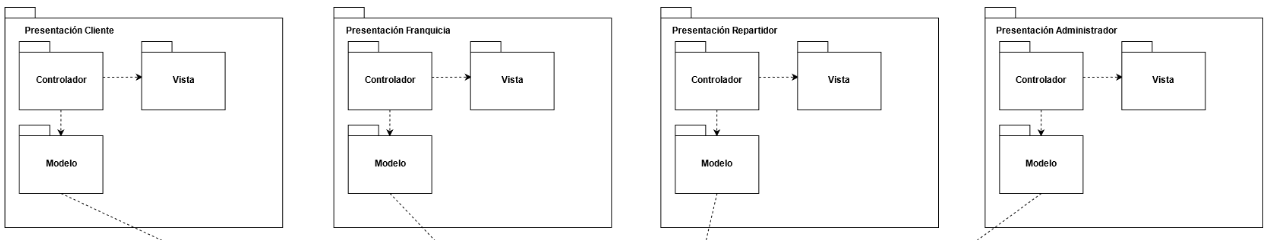 Presentación Cliente
Controlador
Vista
Modelo
Presentación Franquicia
Controlador
Vista
Modelo
Presentación Repartidor
Controlador
Vista
Modelo
Presentación Administrador
Controlador
Vista
Modelo